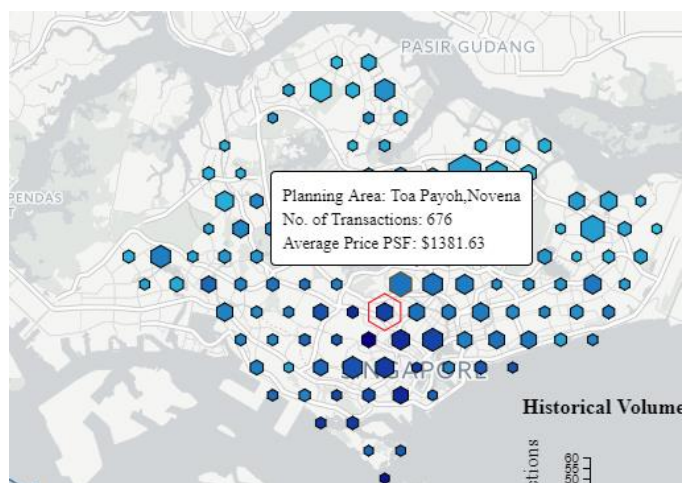 PASIR GUDANG
PENDAS
Planning Area: Toa Payoh,Novena
No. of Transactions: 676
Average Price PSF: $1381.63
SINGAPORE
Historical Volume
60
55
50